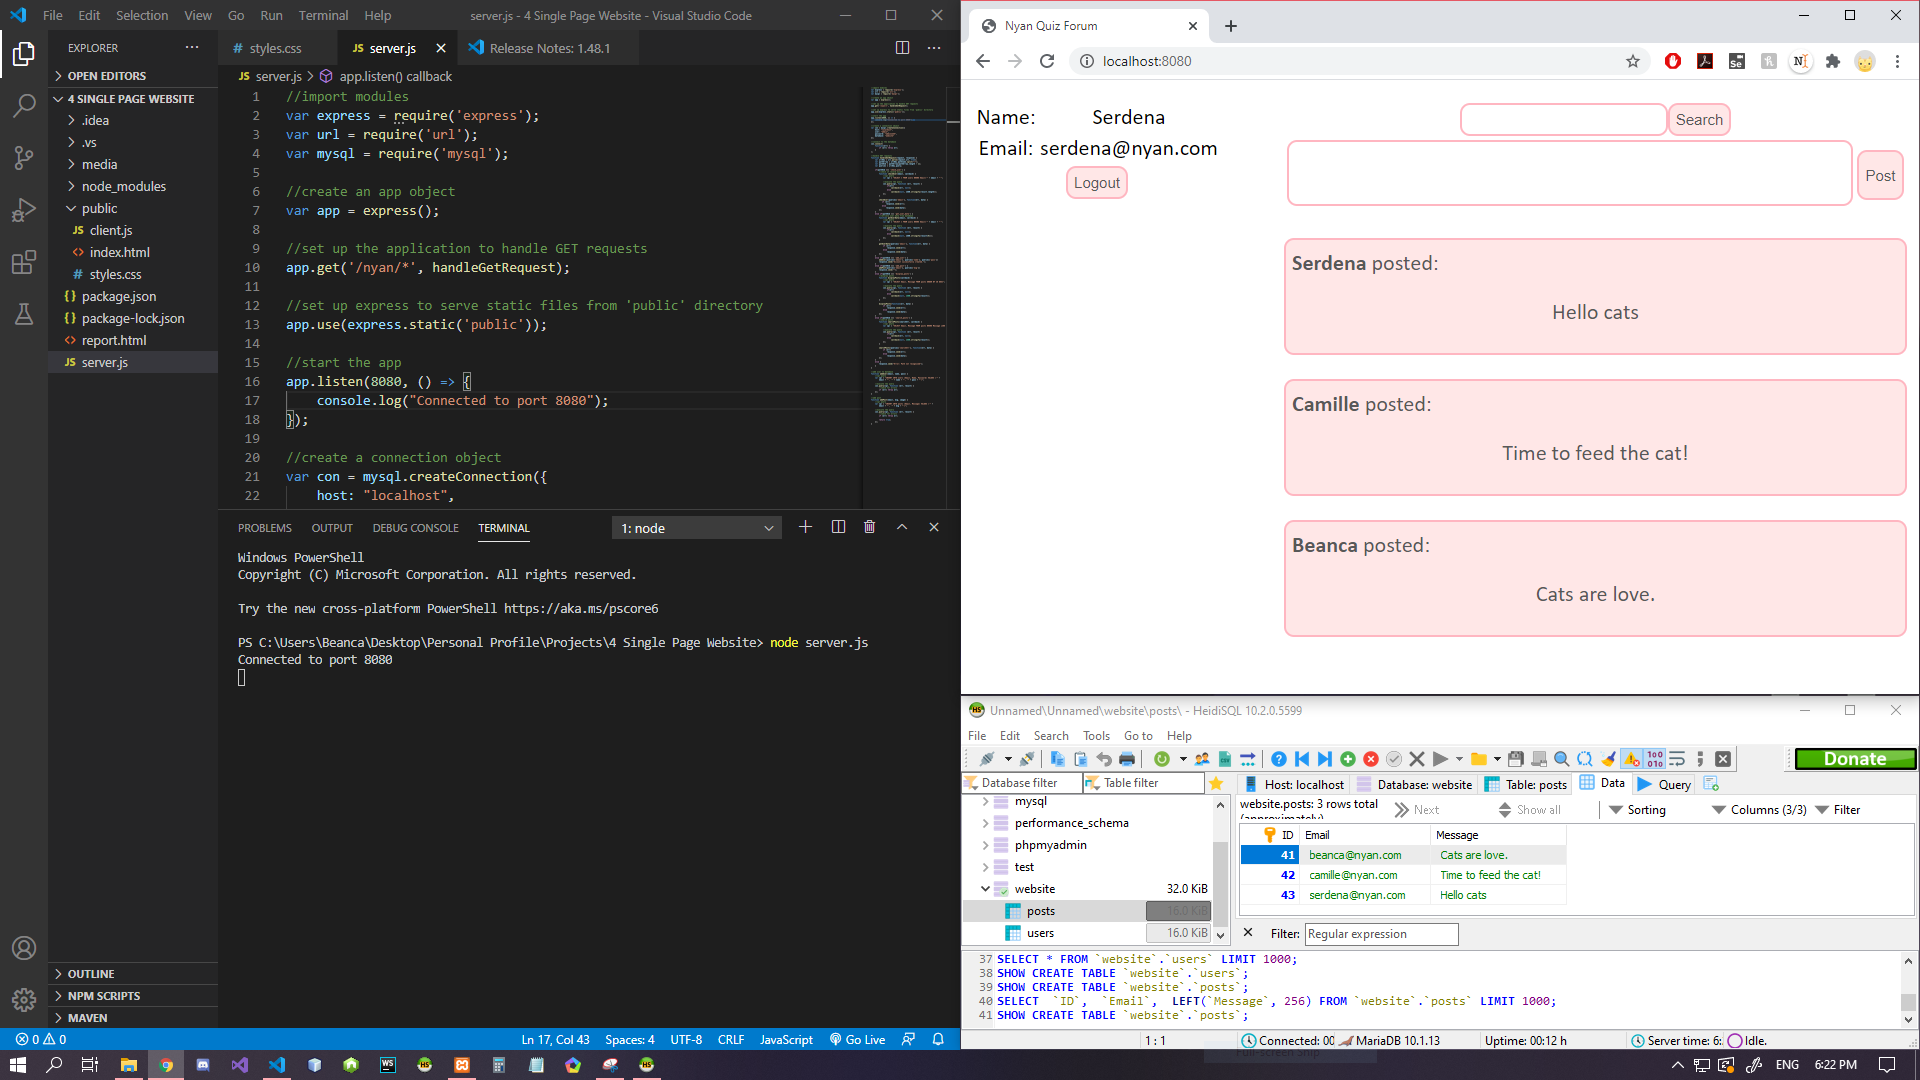 File Edit Selection View Go Run Terminal Help
server.js - 4 Single Page Website - Visual Studio Code
EXPLORER
OPEN EDITORS
4 SINGLE PAGE WEBSITE
.idea
.vs
media
node_modules
public
client.js
index.html
styles.css
package.json
package-lock.json
report.html
server.js
OUTLINE
NPM SCRIPTS
MAVEN
styles.css server.js Release Notes: 1.48.1
server.js > app.listen() callback
1 //import modules
2 var express = require('express');
3 var url = require('url');
4 var mysql = require('mysql');
5
6 //create an app object
7 var app = express();
8
9 //set up the application to handle GET requests
10 app.get('/nyan/*', handleGetRequest);
11
12 //set up express to serve static files from 'public' directory
13 app.use(express.static('public'));
14
15 //start the app
16 app.listen(8080, () => {
17 console.log("Connected to port 8080");
18 });
19
20 //create a connection object
21 var con = mysql.createConnection({
22 host: "localhost",
PROBLEMS OUTPUT DEBUG CONSOLE TERMINAL 1: node
Windows PowerShell
Copyright (C) Microsoft Corporation. All rights reserved.
Try the new cross-platform PowerShell https://aka.ms/pscore6
PS C:\Users\Beanca\Desktop\Personal Profile\Projects\4 Single Page Website> node server.js
Connected to port 8080
0 0 Ln 17, Col 43 Spaces: 4 UTF-8 CRLF JavaScript Go Live
Nyan Quiz Forum
localhost:8080
Name: Serdena
Email: serdena@nyan.com
Logout
Search
Post
Serdena posted:
Hello cats
Camille posted:
Time to feed the cat!
Beanca posted:
Cats are love.
Unnamed\Unnamed\website\posts\ - HeidiSQL 10.2.0.5599
File Edit Search Tools Go to Help
Donate
Database filter Table filter
Host: localhost Database: website Table: posts Data Query
mysql
performance_schema
phpmyadmin
test
website 32.0 KiB
posts 16.0 KiB
users 16.0 KiB
website.posts: 3 rows total (approximately) Next Show all Sorting Columns (3/3) Filter
ID Email Message
41 beanca@nyan.com Cats are love.
42 camille@nyan.com Time to feed the cat!
43 serdena@nyan.com Hello cats
Filter: Regular expression
37 SELECT * FROM `website`.`users` LIMIT 1000;
38 SHOW CREATE TABLE `website`.`users`;
39 SHOW CREATE TABLE `website`.`posts`;
40 SELECT `ID`, `Email`, LEFT(`Message`, 256) FROM `website`.`posts` LIMIT 1000;
41 SHOW CREATE TABLE `website`.`posts`;
1 : 1 Connected: 00 MariaDB 10.1.13 Uptime: 00:12 h Server time: 6: Idle.
ENG 6:22 PM